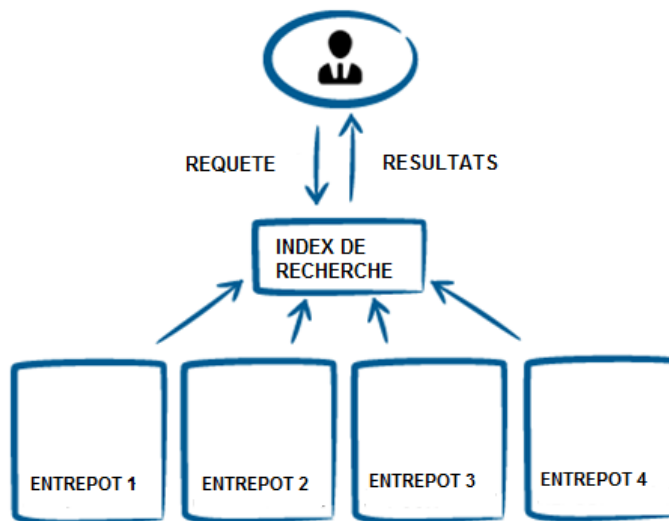 REQUETE
RESULTATS
INDEX DE
RECHERCHE
ENTREPOT 1
ENTREPOT 2
ENTREPOT 3
ENTREPOT 4